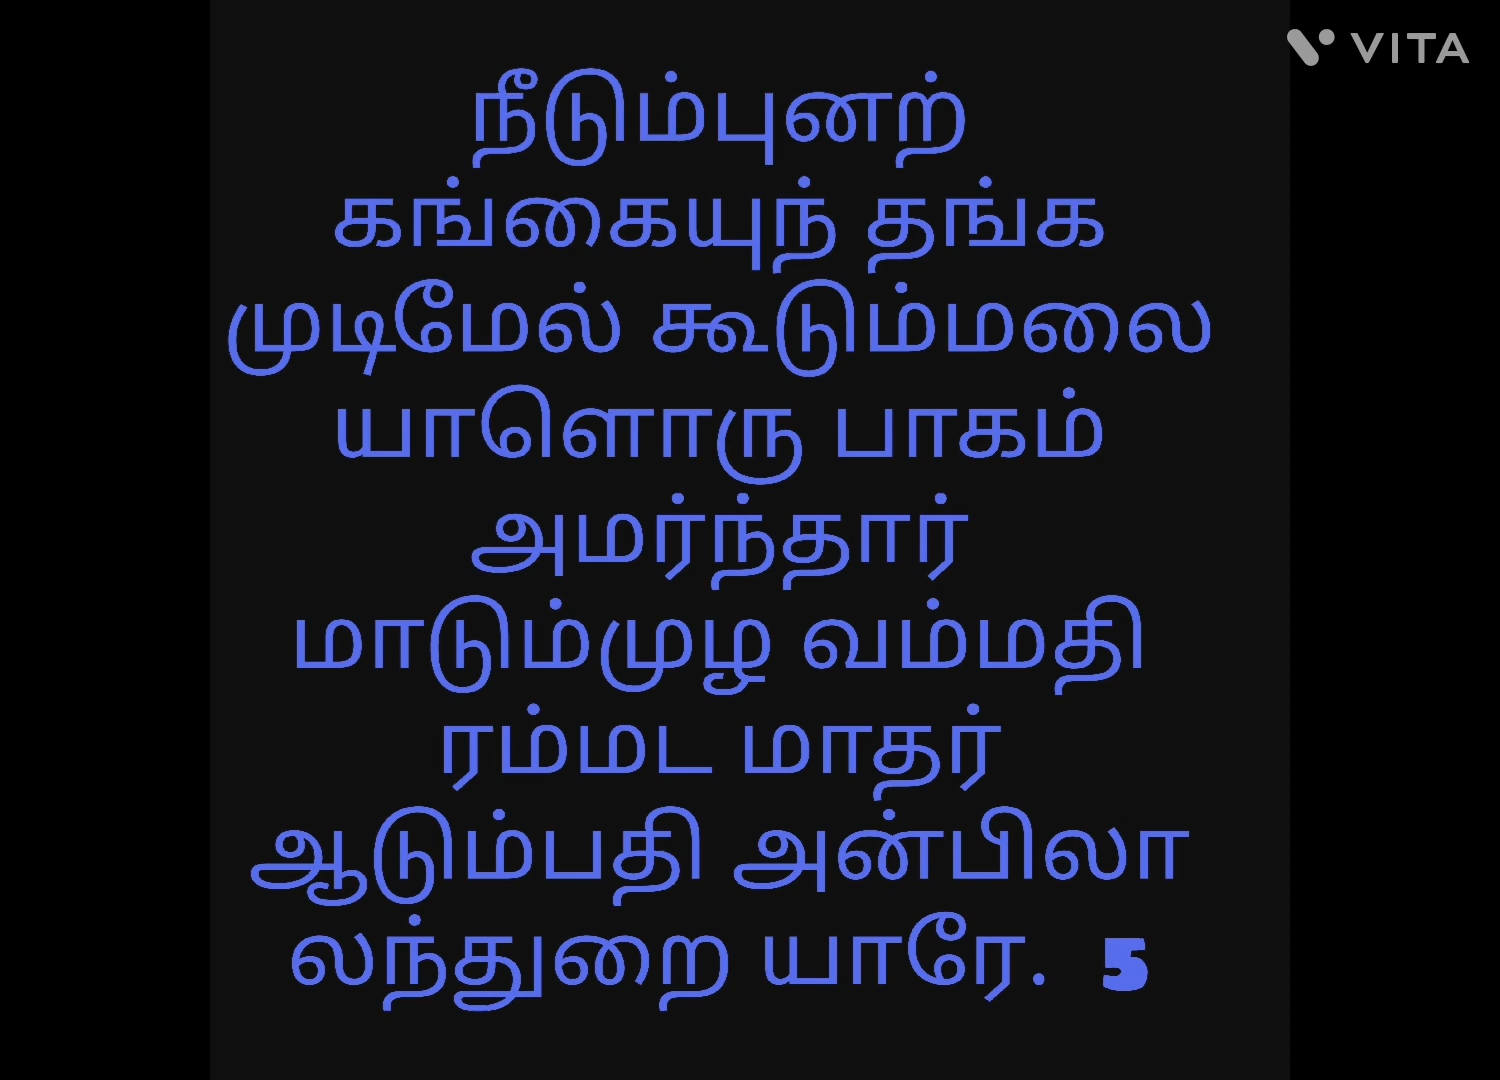 VITA
நீடும்புனற்
கங்கையுந் தங்க
முடிமேல் கூடும்மலை
யாளொரு பாகம்
அமர்ந்தார்
மாடும்முழ வம்மதி
ரம்மட மாதர்
ஆடும்பதி அன்பிலா
லந்துறை யாரே. 5